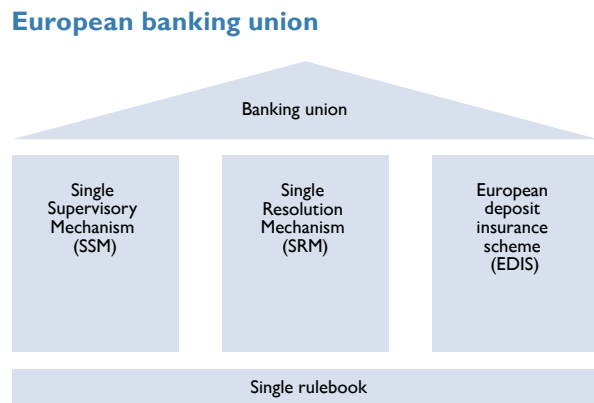 European banking union
Banking union
Single
Supervisory
Mechanism
(SSM)
Single
Resolution
Mechanism
(SRM)
European
deposit
insurance
scheme
(EDIS)
Single rulebook